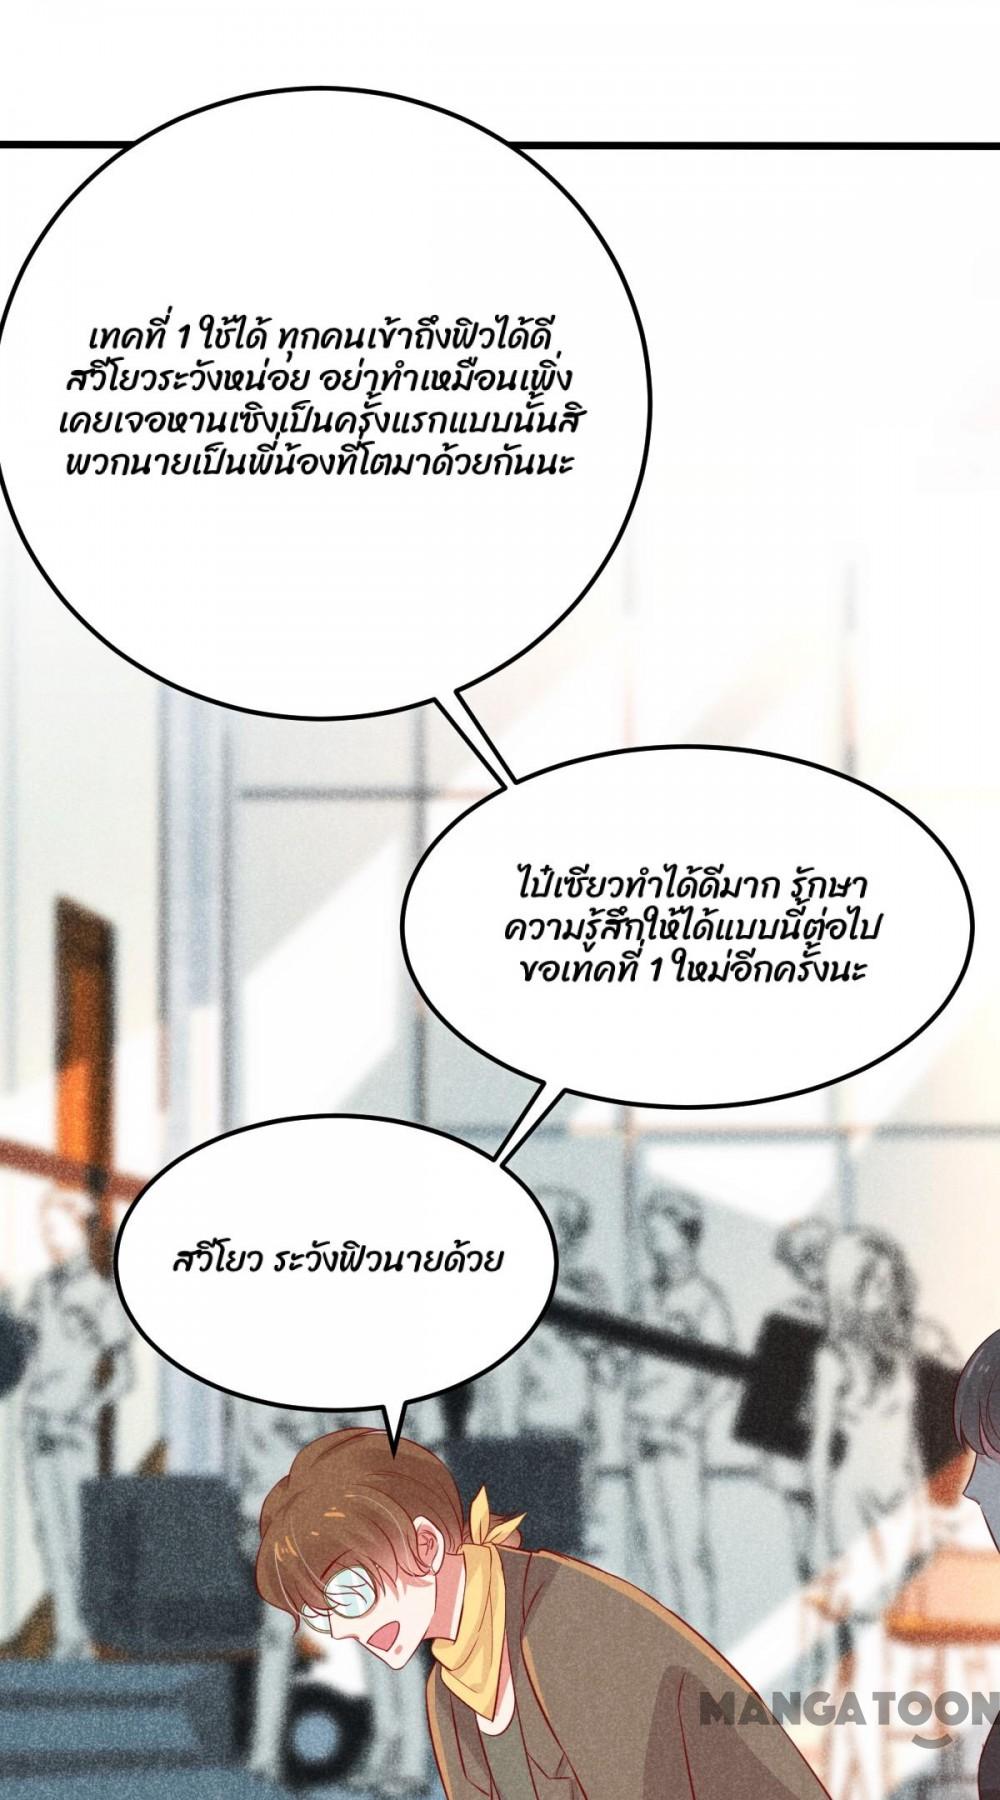 เทคที่ 1 ใช้ได้ ทุกคนเข้าถึงฟิวได้ดี
สวีโยวระวังหน่อย อย่าทำเหมือนเพิ่ง
เคยเจอหานเซิงเป็นครั้งแรกแบบนั้นสิ
พวกนายเป็นพี่น้องที่โตมาด้วยกันนะ
ไป๋เซียวทำได้ดีมาก รักษา
ความรู้สึกให้ได้แบบนี้ต่อไป
ขอเทคที่ 1 ใหม่อีกครั้งนะ
สวีโยว ระวังฟิวนายด้วย
MANGATOON